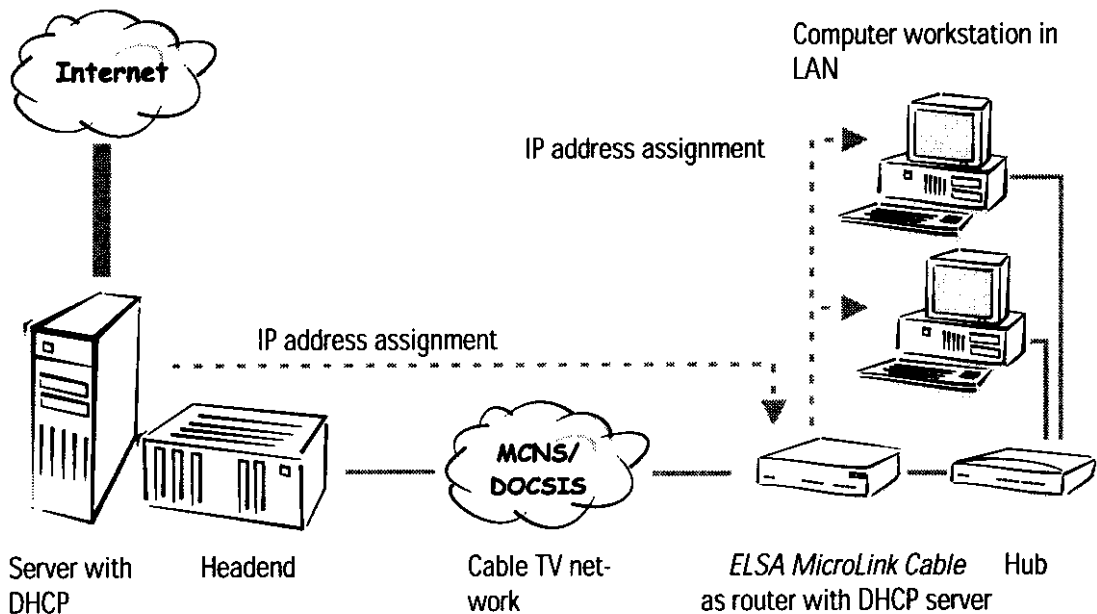 Internet
Computer workstation in
LAN
IP address assignment
IP address assignment
MCNS/
DOCSIS
Server with
DHCP
Headend
Cable TV net-
work
ELSA MicroLink Cable
as router with DHCP server
Hub